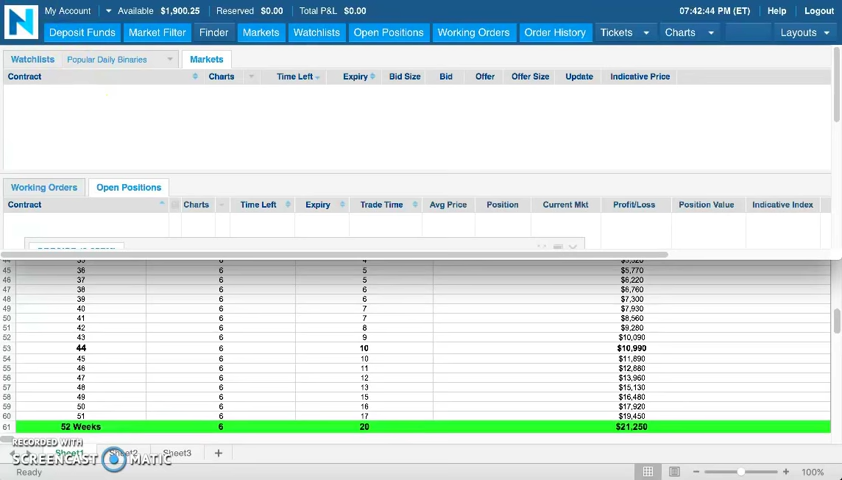 My Account Available $1,900.25 Reserved $0.00 Total P&L $0.00 07:42:44 PM (ET) Help Logout
Deposit Funds Market Filter Finder Markets Watchlists Open Positions Working Orders Order History Tickets Charts Layouts
Watchlists Popular Daily Binaries Markets
Contract Charts Time Left Expiry Bid Size Bid Offer Offer Size Update Indicative Price
Working Orders Open Positions
Contract Charts Time Left Expiry Trade Time Avg Price Position Current Mkt Profit/Loss Position Value Indicative Index
45 36 6 5 $5,770
46 37 6 5 $6,220
47 38 6 6 $6,760
48 39 6 6 $7,300
49 40 6 7 $7,930
50 41 6 7 $8,560
51 42 6 8 $9,280
52 43 6 9 $10,090
53 44 6 10 $10,990
54 45 6 10 $11,890
55 46 6 11 $12,880
56 47 6 12 $13,960
57 48 6 13 $15,130
58 49 6 15 $16,480
59 50 6 16 $17,920
60 51 6 17 $19,450
61 52 Weeks 6 20 $21,250
RECORDED WITH
Sheet1 Sheet2 Sheet3 +
SCREENCAST MATIC
Ready 100%